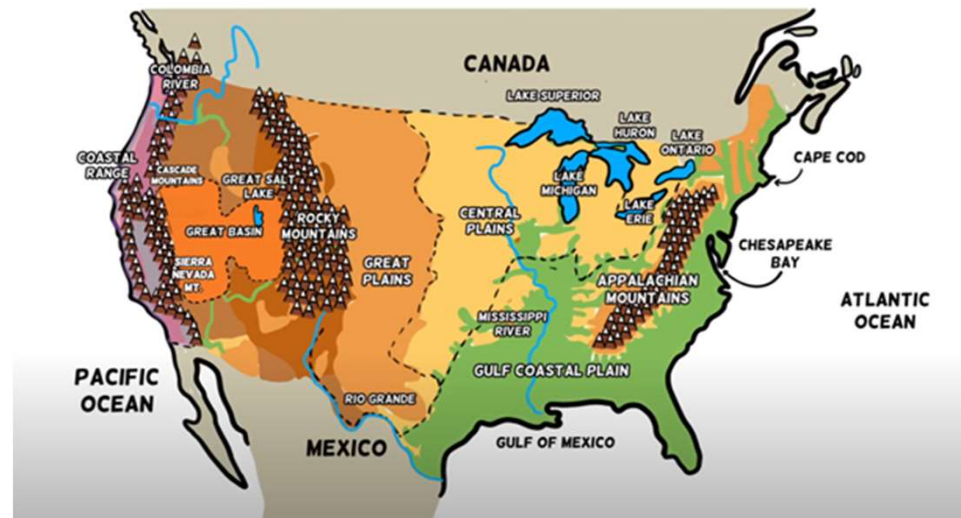 CANADA
COLOMBIA
RIVER
LAKE SUPERIOR
LAKE
HURON
LAKE
ONTARIO
CAPE COD
COASTAL
RANGE
CASCADE
MOUNTAINS
GREAT SALT
LAKE
LAKE
MICHIGAN
LAKE
ERIE
GREAT BASIN
ROCKY
MOUNTAINS
CENTRAL
PLAINS
CHESAPEAKE
BAY
SIERRA
NEVADA
MT.
GREAT
PLAINS
APPALACHIAN
MOUNTAINS
ATLANTIC
OCEAN
MISSISSIPPI
RIVER
PACIFIC
OCEAN
GULF COASTAL PLAIN
RIO GRANDE
MEXICO
GULF OF MEXICO